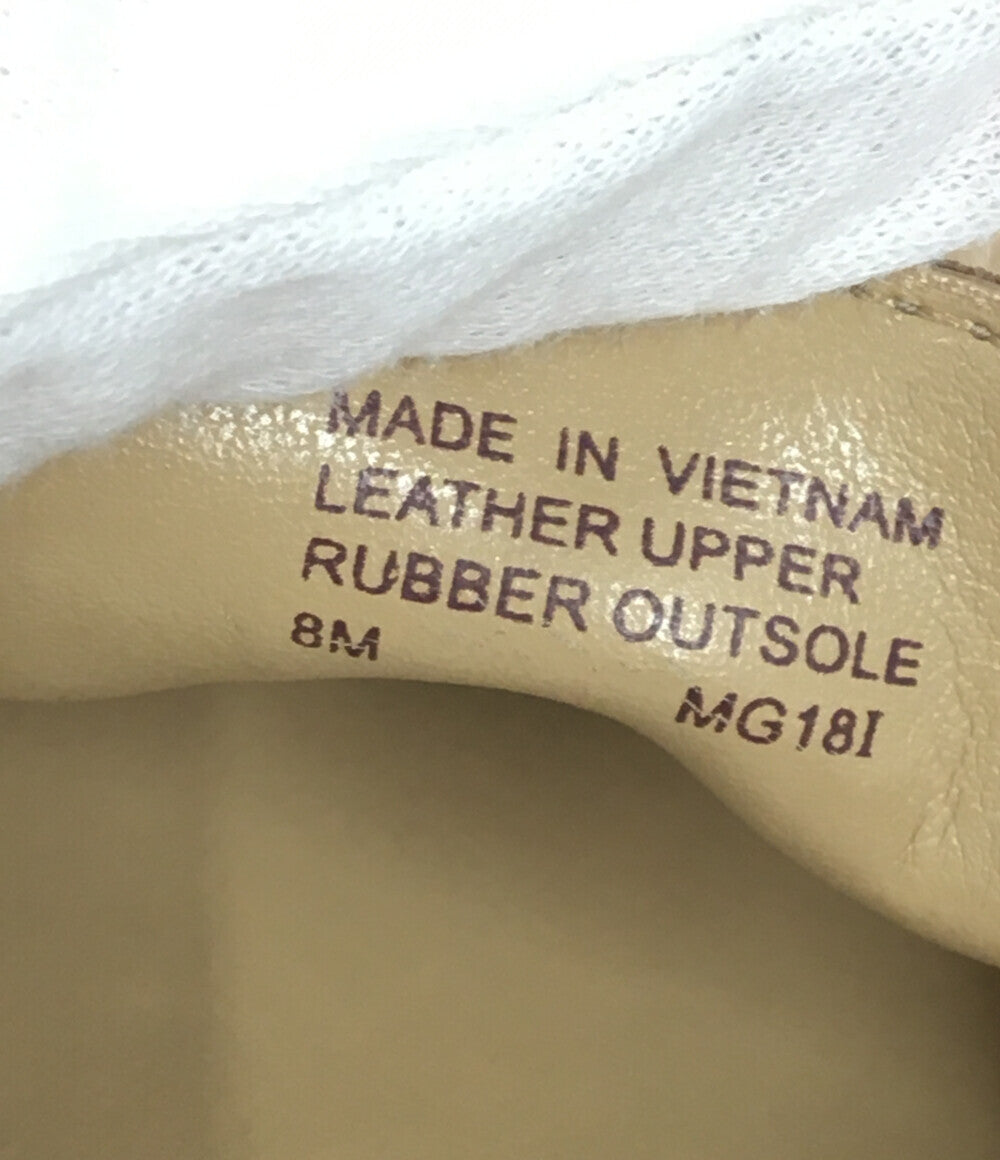 MADE IN VIETNAM
LEATHER UPPER
RUBBER OUTSOLE
8M
MG18I